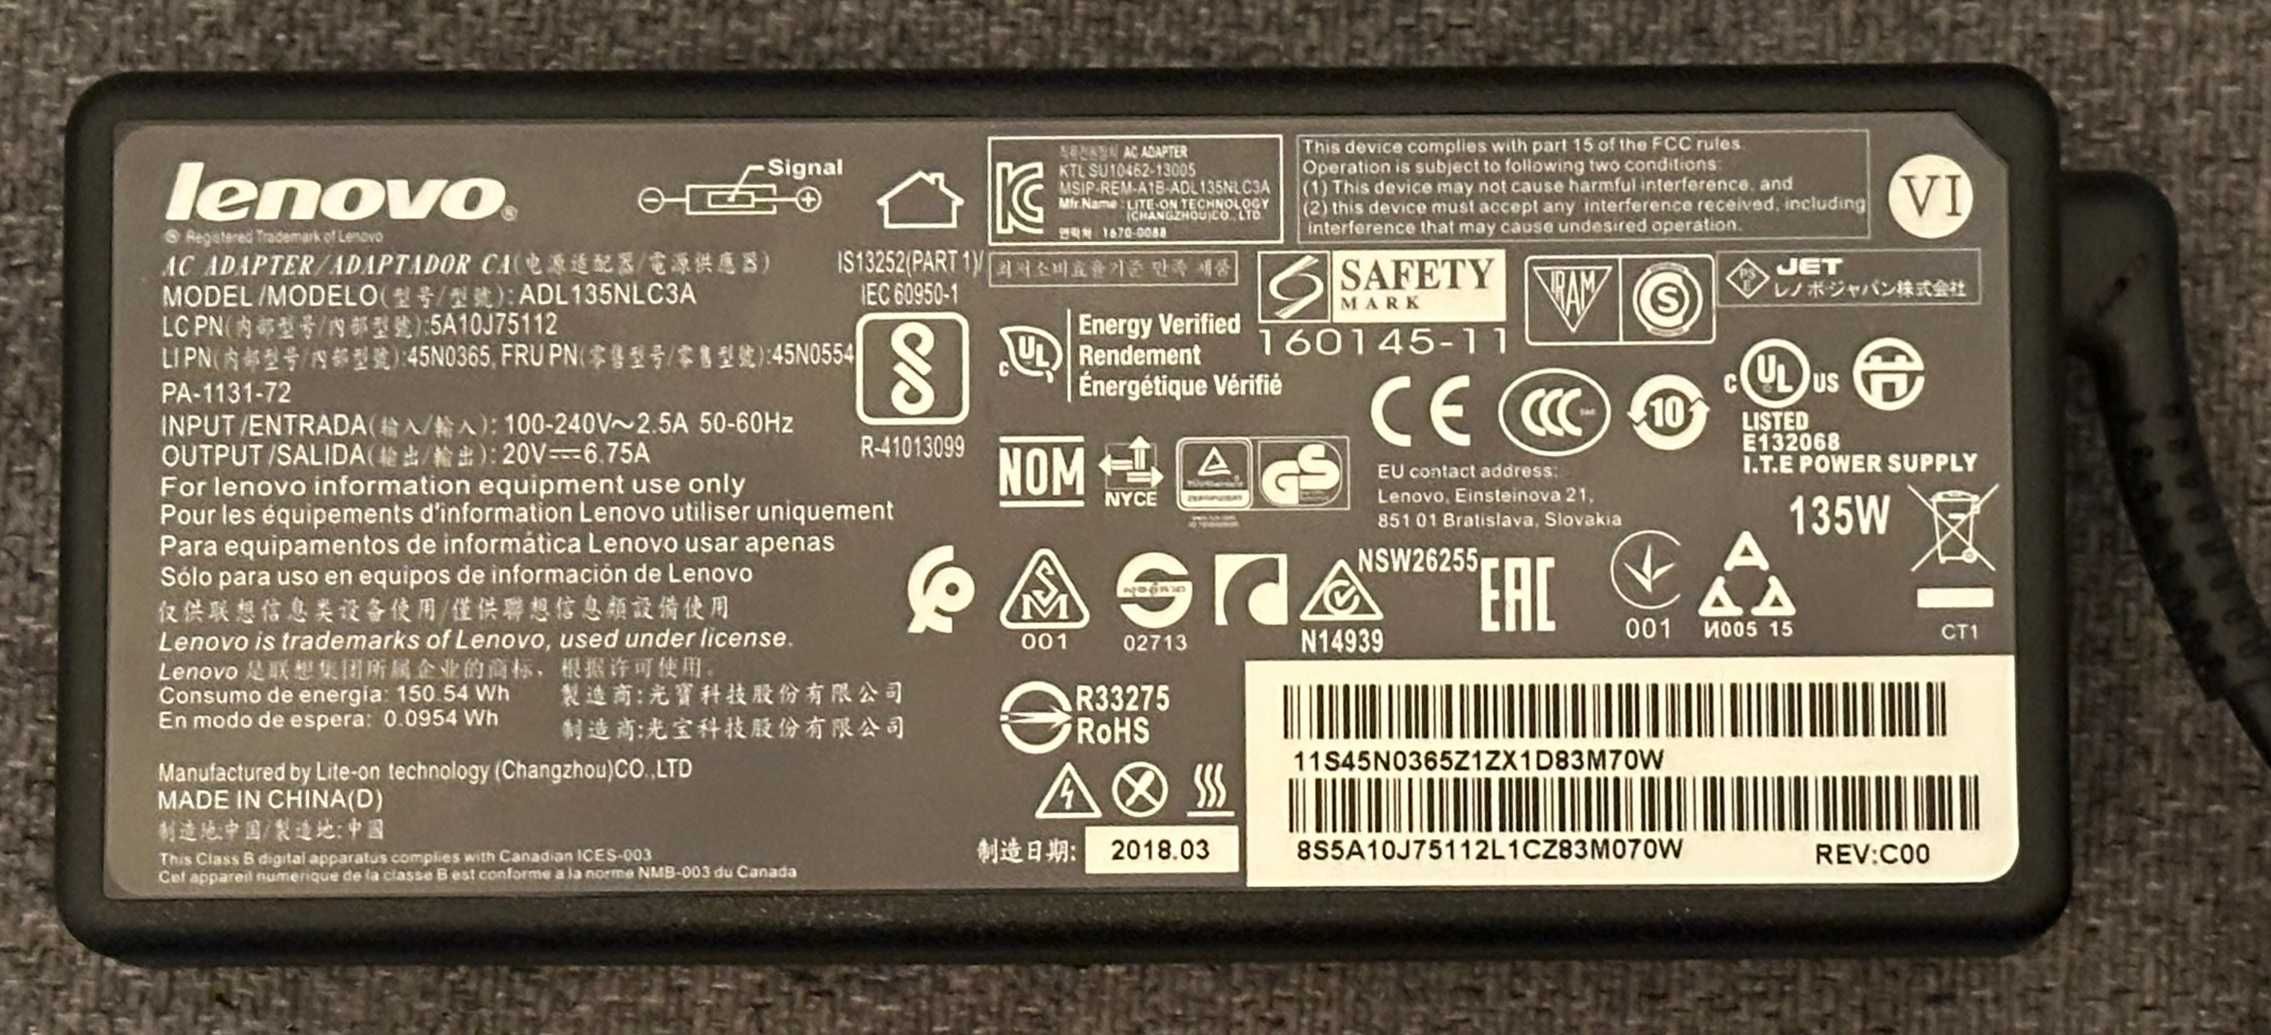 lenovo®
® Registered Trademark of Lenovo
AC ADAPTER/ADAPTADOR CA(电源适配器/電源供應器)
MODEL/MODELO(型号/型號):ADL135NLC3A
LC PN(内部型号/內部型號):5A10J75112
LI PN(内部型号/內部型號):45N0365, FRU PN(零售型号/零售型號):45N0554
PA-1131-72
INPUT/ENTRADA(输入/輸入): 100-240V～2.5A 50-60Hz
OUTPUT/SALIDA(输出/輸出): 20V⎓6.75A
For lenovo information equipment use only
Pour les équipements d'information Lenovo utiliser uniquement
Para equipamentos de informática Lenovo usar apenas
Sólo para uso en equipos de información de Lenovo
仅供联想信息类设备使用/僅供聯想信息類設備使用
Lenovo is trademarks of Lenovo, used under license.
Lenovo 是联想集团所属企业的商标，根据许可使用。
Consumo de energía: 150.54 Wh
En modo de espera: 0.0954 Wh
製造商:光寶科技股份有限公司
制造商:光宝科技股份有限公司
Manufactured by Lite-on technology (Changzhou)CO.,LTD
MADE IN CHINA(D)
制造地:中国/製造地:中國
This Class B digital apparatus complies with Canadian ICES-003
Cet appareil numerique de la classe B est conforme a la norme NMB-003 du Canada
Signal
IS13252(PART 1)/
IEC 60950-1
R-41013099
AC ADAPTER
KTL SU10462-13005
MSIP-REM-A1B-ADL135NLC3A
Mfr.Name : LITE-ON TECHNOLOGY
(CHANGZHOU)CO., LTD.
연락처 : 1670-0088
최저소비효율기준 만족 제품
This device complies with part 15 of the FCC rules.
Operation is subject to following two conditions:
(1) This device may not cause harmful interference, and
(2) this device must accept any interference received, including
interference that may cause undesired operation.
VI
c UL
Energy Verified
Rendement
Énergétique Vérifié
SAFETY
MARK
160145-11
IRAM
S
PS
E
JET
レノボ・ジャパン株式会社
NOM
NYCE
GS
CE
CCC
10
c UL US
LISTED
E132068
I.T.E POWER SUPPLY
EU contact address:
Lenovo, Einsteinova 21,
851 01 Bratislava, Slovakia
135W
001
02713
N14939
NSW26255
EAC
001
И005 15
CT1
R33275
RoHS
制造日期:
2018.03
11S45N0365Z1ZX1D83M70W
8S5A10J75112L1CZ83M070W
REV:C00